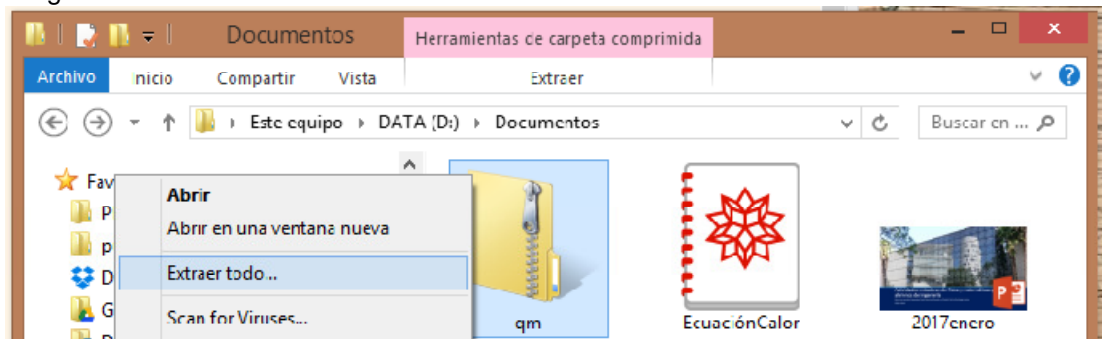 Documentos
Herramientas de carpeta comprimida
Archivo Inicio Compartir Vista Extraer
Este equipo DATA (D:) Documentos
Buscar en ...
Fav
P
Abrir
Abrir en una ventana nueva
p
D
Extraer todo...
G
Scan for Viruses...
qm
EcuaciónCalor
2017enero